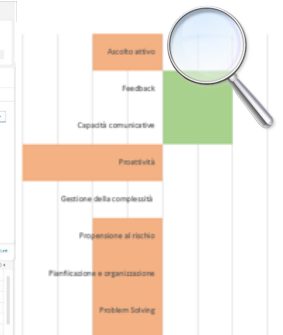 Ascolto attivo
Feedback
Capacità comunicative
Proattività
Gestione della complessità
Propensione al rischio
Pianificazione e organizzazione
Problem Solving